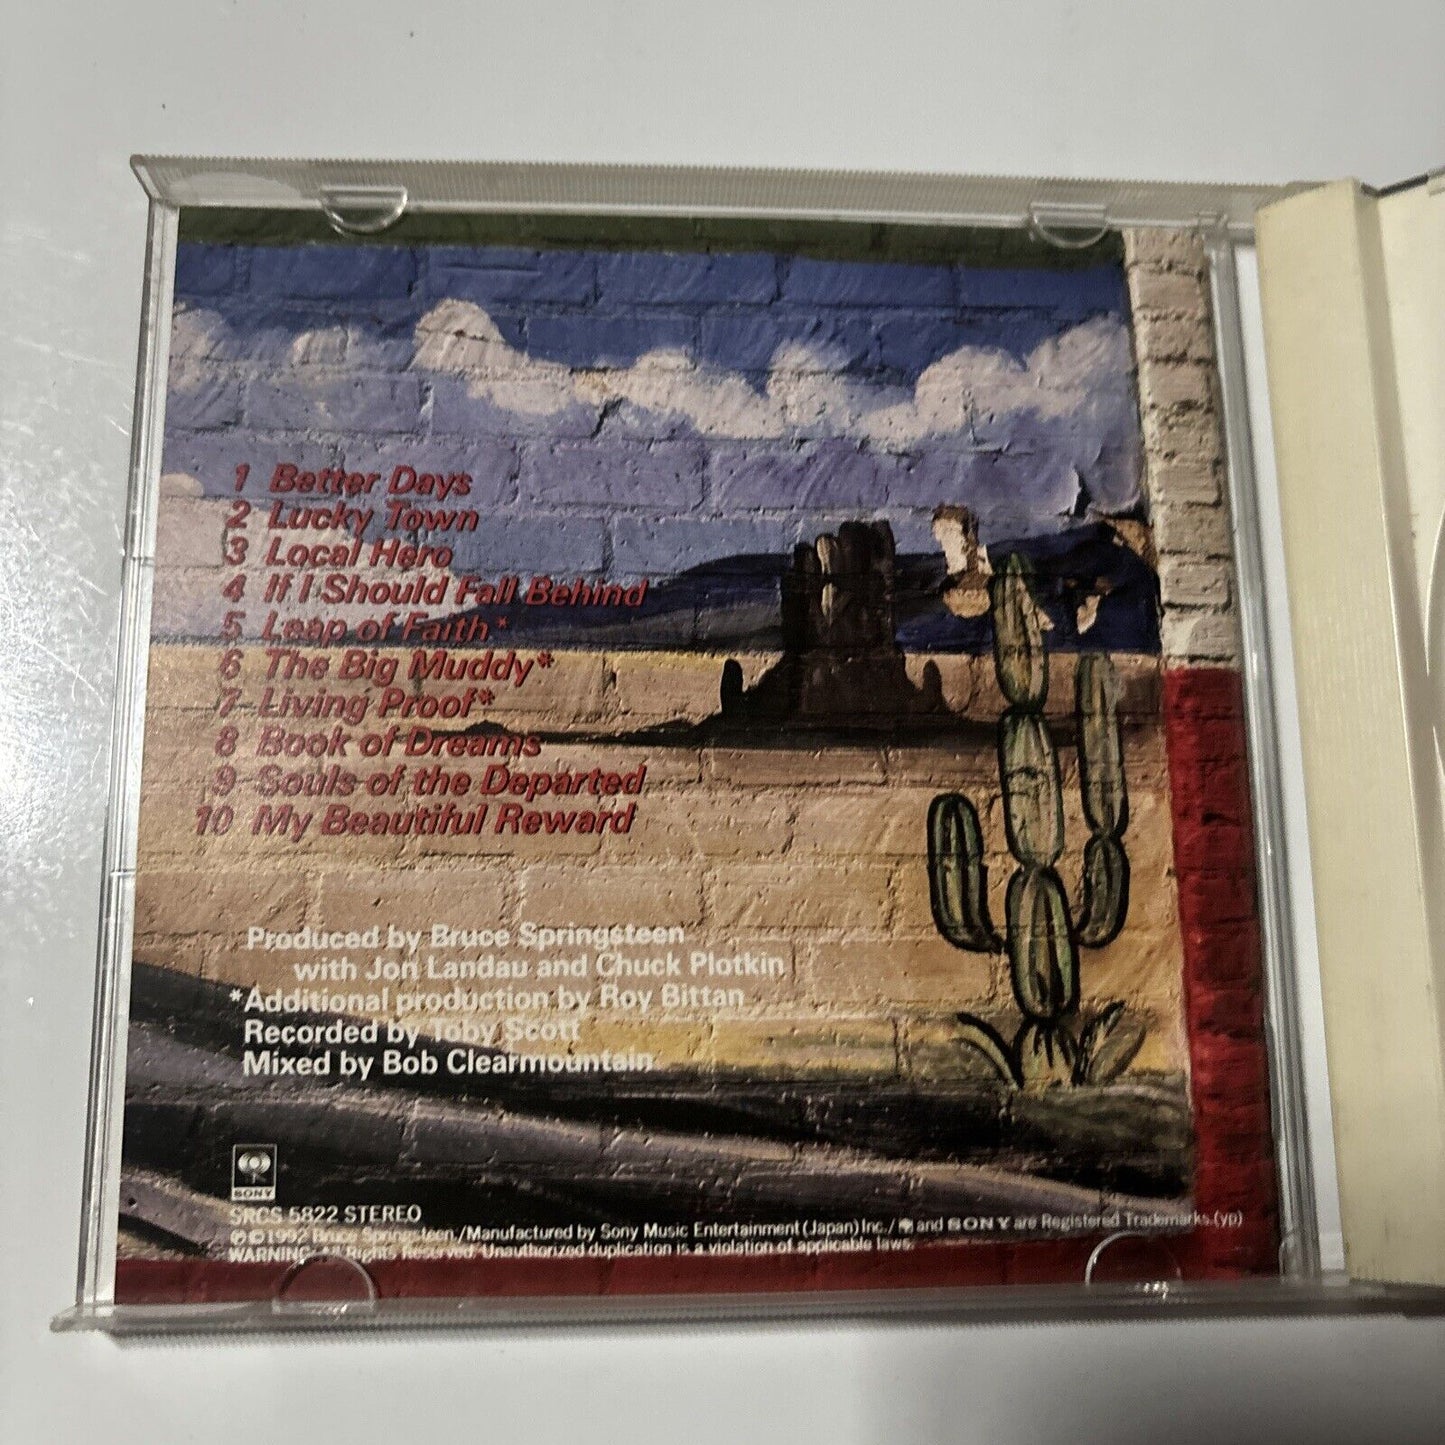 1 Better Days
2 Lucky Town
3 Local Hero
4 If I Should Fall Behind
5 Leap of Faith*
6 The Big Muddy*
7 Living Proof*
8 Book of Dreams
9 Souls of the Departed
10 My Beautiful Reward
Produced by Bruce Springsteen
with Jon Landau and Chuck Plotkin
*Additional production by Roy Bittan
Recorded by Toby Scott
Mixed by Bob Clearmountain
SONY
SRCS 5822 STEREO
℗©1992 Bruce Springsteen./Manufactured by Sony Music Entertainment (Japan) Inc./ and SONY are Registered Trademarks.(yp)
WARNING: All Rights Reserved. Unauthorized duplication is a violation of applicable laws.